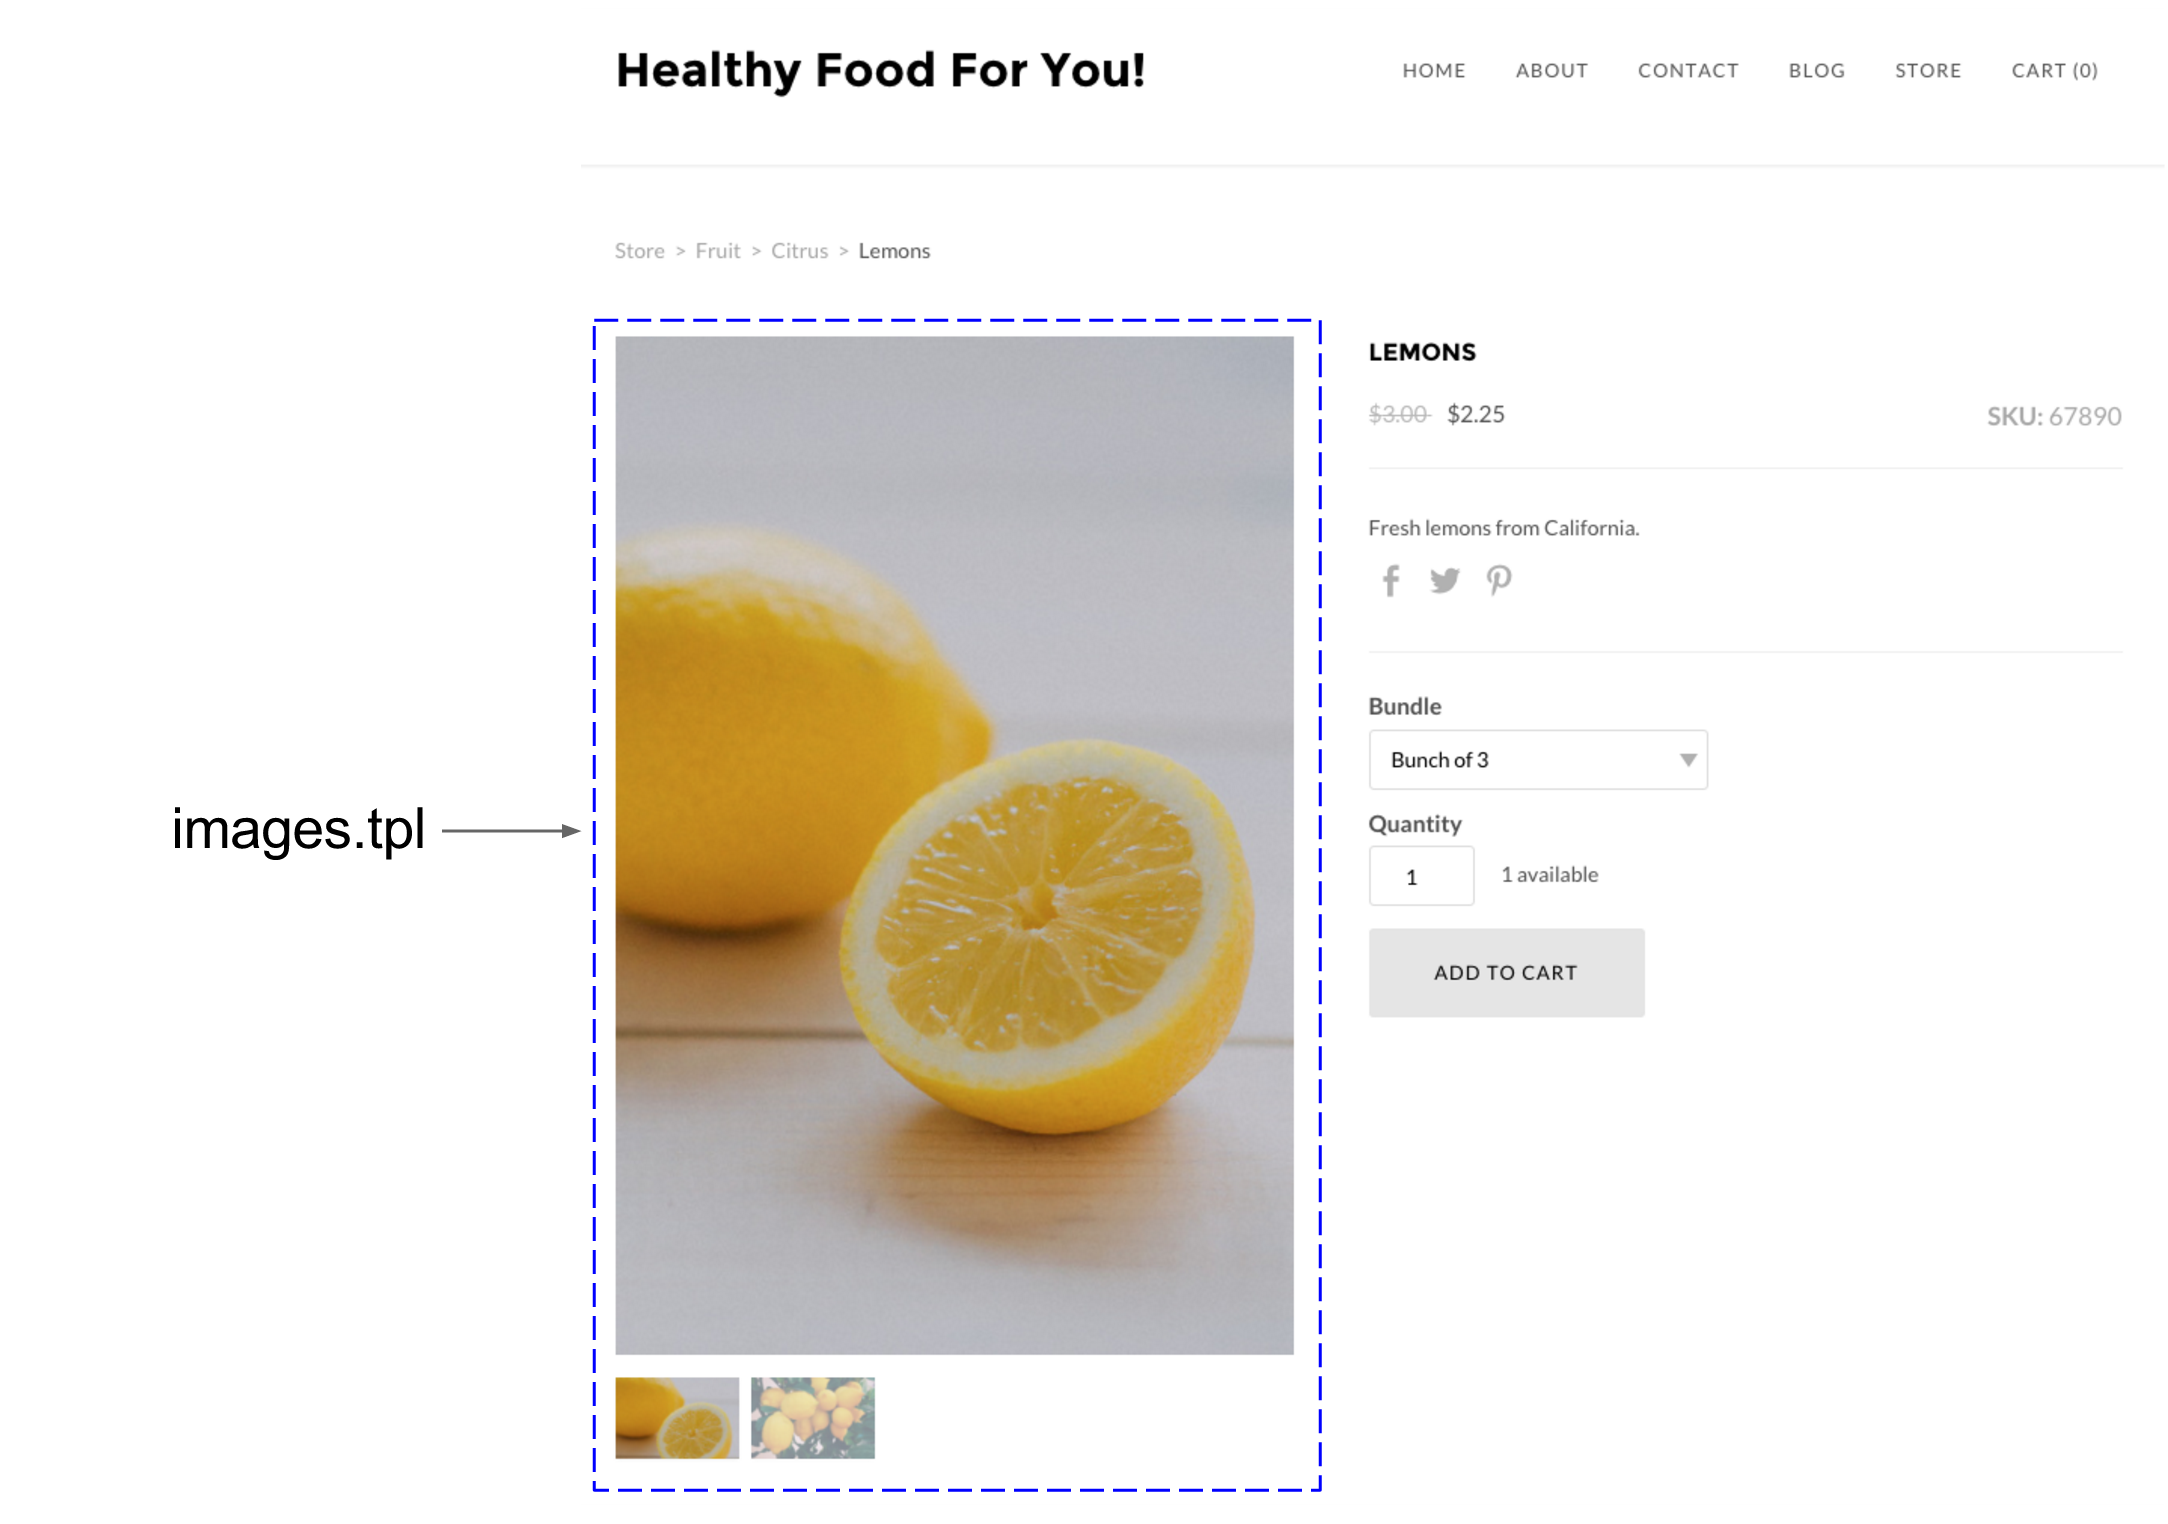 Healthy Food For You!
HOME ABOUT CONTACT BLOG STORE CART (0)
Store > Fruit > Citrus > Lemons
LEMONS
$3.00 $2.25 SKU: 67890
Fresh lemons from California.
Bundle
Bunch of 3
Quantity
1 1 available
ADD TO CART
images.tpl